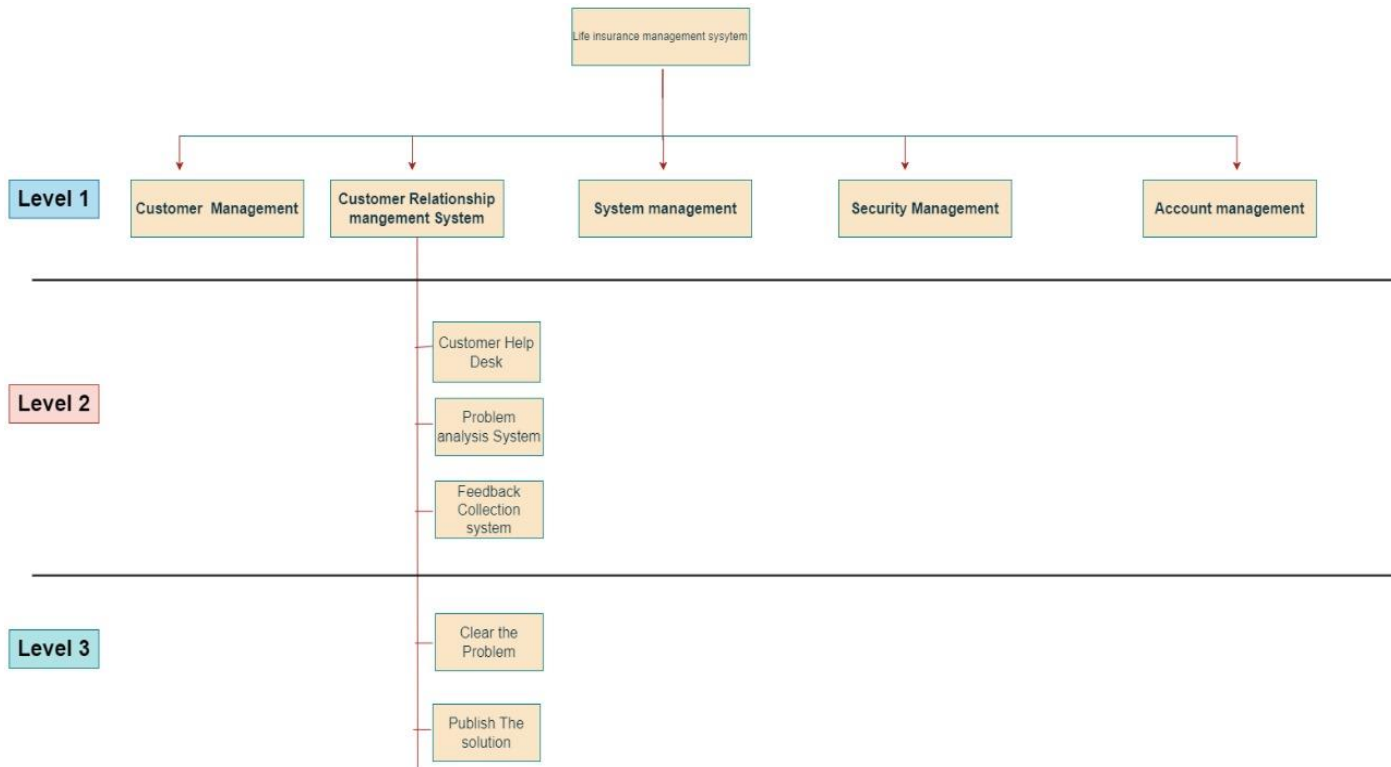 Life insurance management sysytem
Level 1
Customer Management
Customer Relationship
mangement System
System management
Security Management
Account management
Level 2
Customer Help
Desk
Problem
analysis System
Feedback
Collection
system
Level 3
Clear the
Problem
Publish The
solution